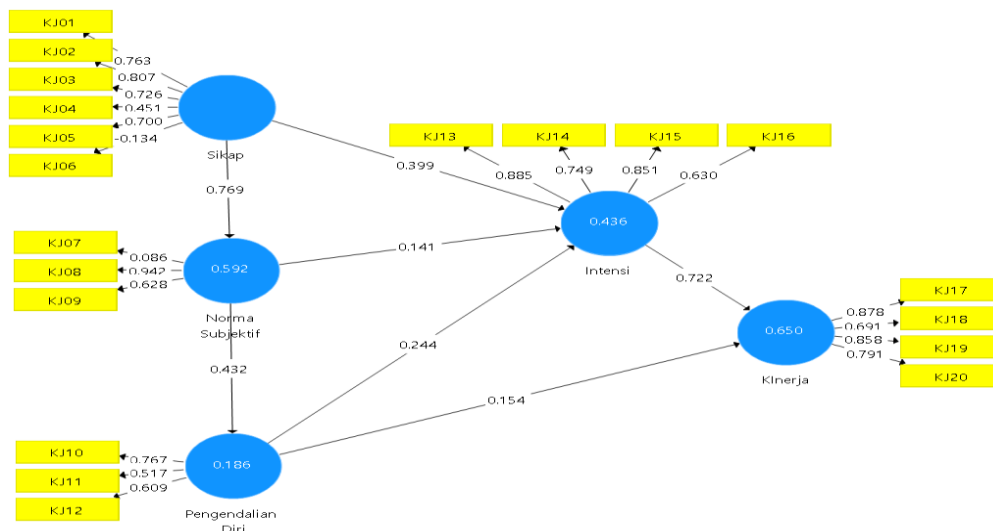 KJ01
KJ02
KJ03
KJ04
KJ05
KJ06
0.763
0.807
0.726
0.451
0.700
-0.134
Sikap
0.769
0.399
KJ13
KJ14
KJ15
KJ16
0.885
0.749
0.851
0.630
0.436
Intensi
KJ07
KJ08
KJ09
0.086
0.942
0.628
0.592
Norma
Subjektif
0.141
0.432
0.244
0.722
0.154
0.650
KInerja
0.878
0.691
0.858
0.791
KJ17
KJ18
KJ19
KJ20
KJ10
KJ11
KJ12
0.767
0.517
0.609
0.186
Pengendalian
Diri